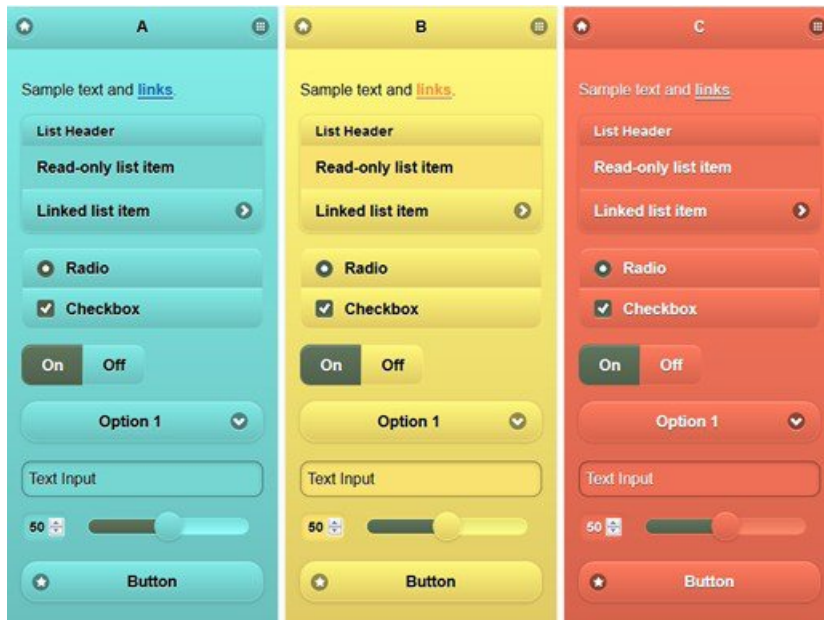 A
Sample text and links.
List Header
Read-only list item
Linked list item
Radio
Checkbox
On Off
Option 1
Text Input
50
Button
B
Sample text and links.
List Header
Read-only list item
Linked list item
Radio
Checkbox
On Off
Option 1
Text Input
50
Button
C
Sample text and links.
List Header
Read-only list item
Linked list item
Radio
Checkbox
On Off
Option 1
Text Input
50
Button